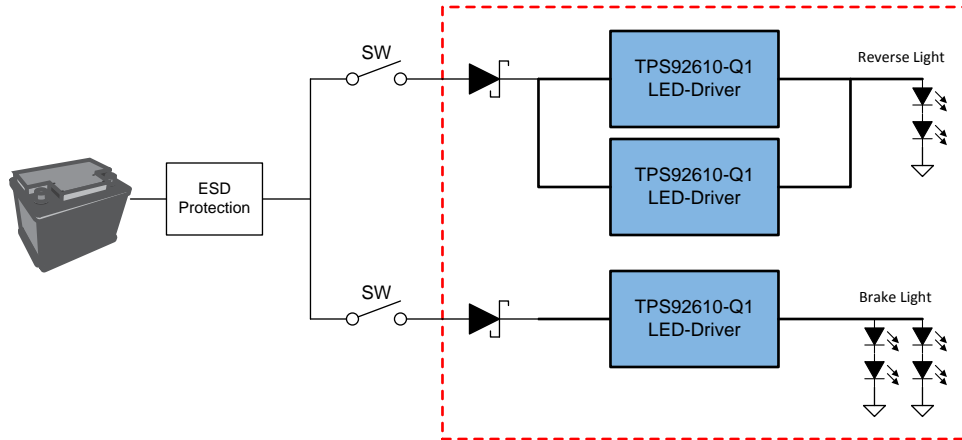 SW
TPS92610-Q1
LED-Driver
Reverse Light
TPS92610-Q1
LED-Driver
ESD
Protection
SW
TPS92610-Q1
LED-Driver
Brake Light